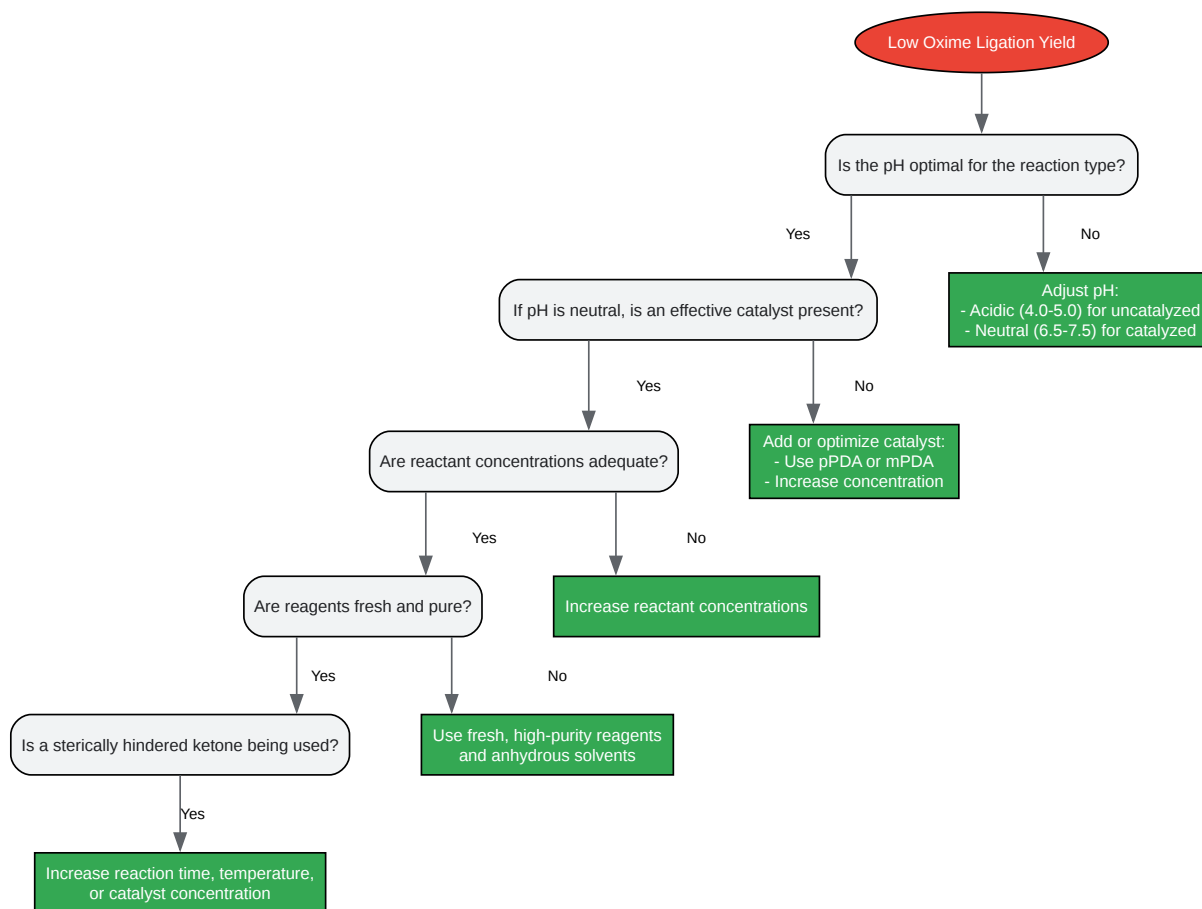 Low Oxime Ligation Yield
Is the pH optimal for the reaction type?
Yes
No
If pH is neutral, is an effective catalyst present?
Adjust pH:
- Acidic (4.0-5.0) for uncatalyzed
- Neutral (6.5-7.5) for catalyzed
Yes
No
Are reactant concentrations adequate?
Add or optimize catalyst:
- Use pPDA or mPDA
- Increase concentration
Yes
No
Are reagents fresh and pure?
Increase reactant concentrations
Yes
No
Is a sterically hindered ketone being used?
Use fresh, high-purity reagents
and anhydrous solvents
Yes
Increase reaction time, temperature,
or catalyst concentration